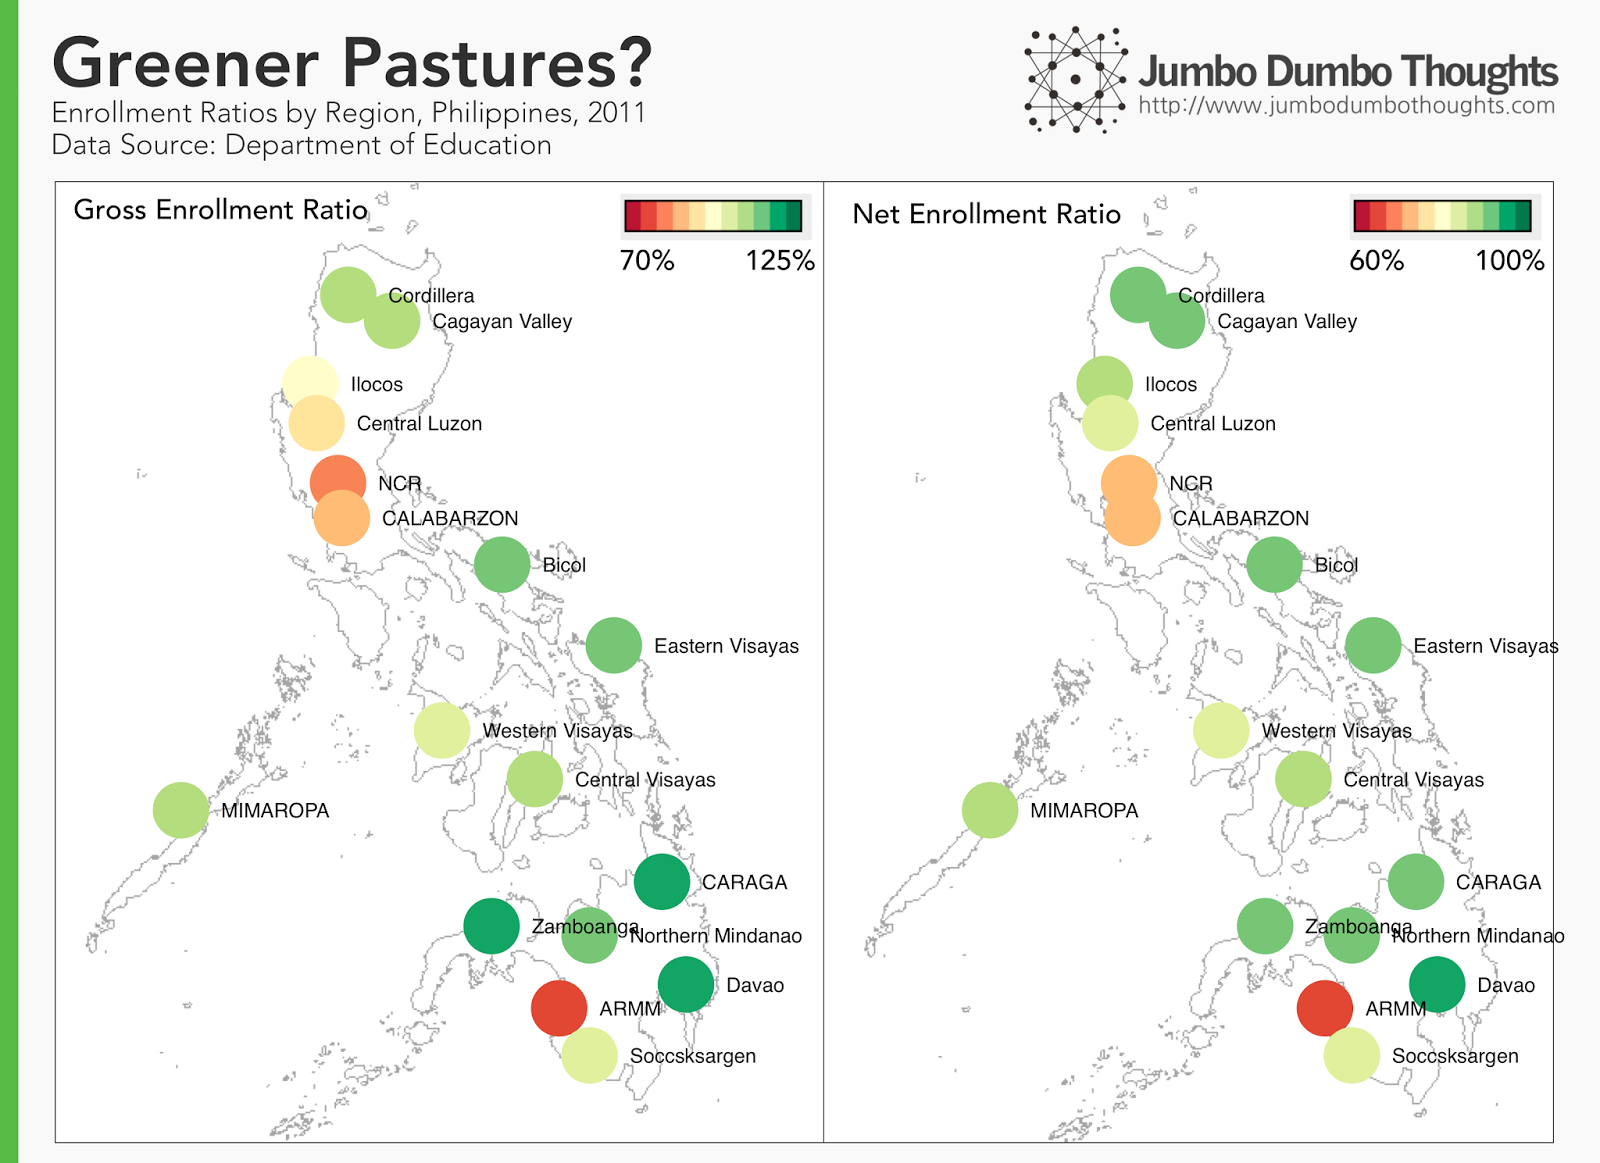 Greener Pastures?
Enrollment Ratios by Region, Philippines, 2011
Data Source: Department of Education
Jumbo Dumbo Thoughts
http://www.jumbodumbothoughts.com
Gross Enrollment Ratio
70% 125%
Cordillera
Cagayan Valley
Ilocos
Central Luzon
NCR
CALABARZON
Bicol
Eastern Visayas
Western Visayas
Central Visayas
MIMAROPA
CARAGA
Zamboanga
Northern Mindanao
Davao
ARMM
Soccsksargen
Net Enrollment Ratio
60% 100%
Cordillera
Cagayan Valley
Ilocos
Central Luzon
NCR
CALABARZON
Bicol
Eastern Visayas
Western Visayas
Central Visayas
MIMAROPA
CARAGA
Zamboanga
Northern Mindanao
Davao
ARMM
Soccsksargen